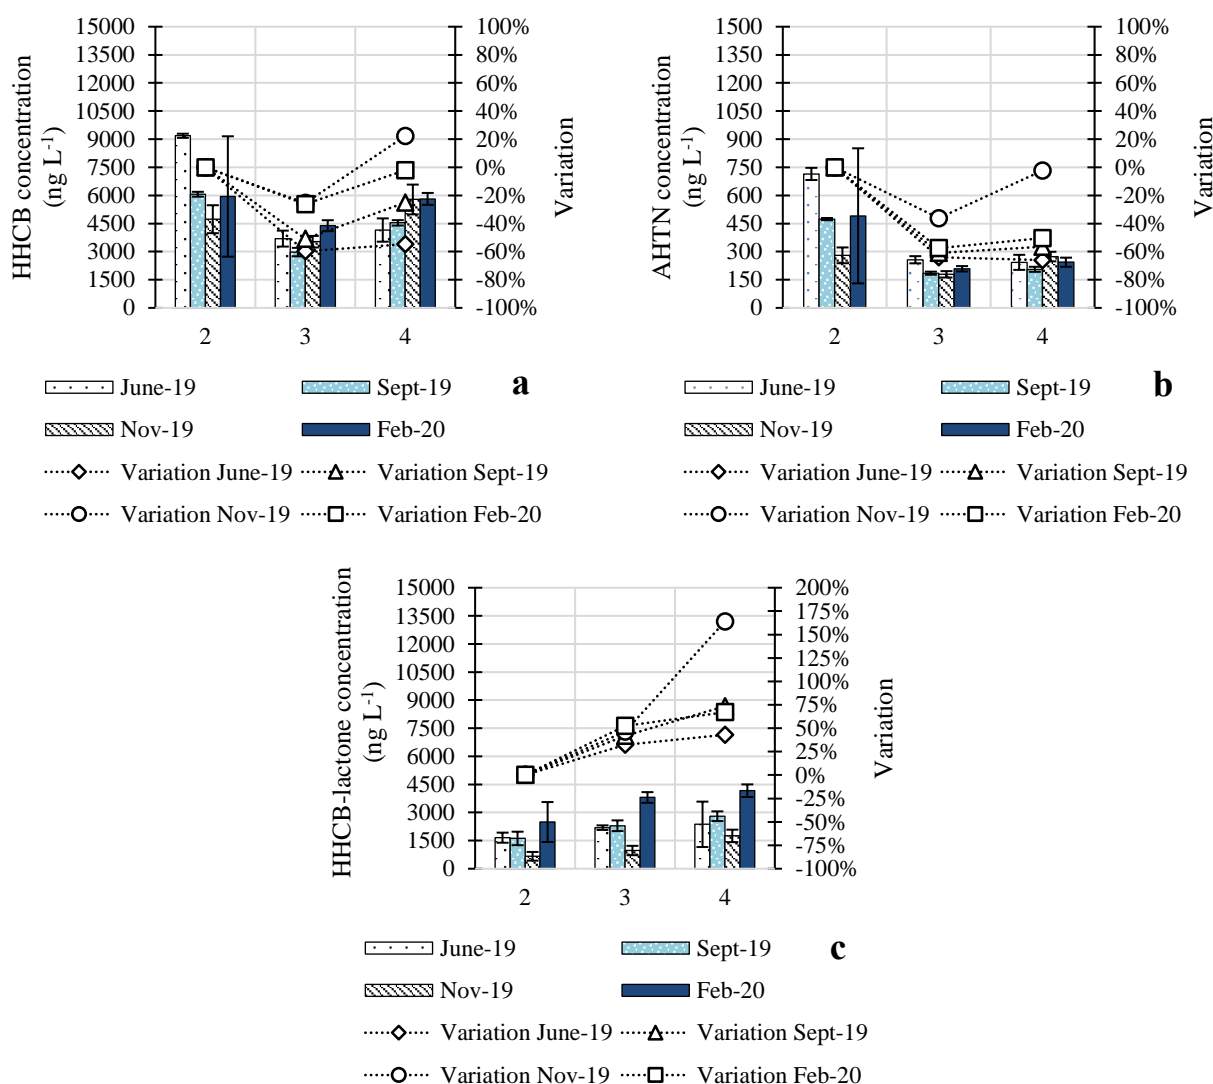 HHCB concentration
(ng L-1)
15000
13500
12000
10500
9000
7500
6000
4500
3000
1500
0
100%
80%
60%
40%
20%
0%
-20%
-40%
-60%
-80%
-100%
Variation
2 3 4
June-19 Sept-19
Nov-19 Feb-20
Variation June-19 Variation Sept-19
Variation Nov-19 Variation Feb-20
a
AHTN concentration
(ng L-1)
1500
1350
1200
1050
900
750
600
450
300
150
0
100%
80%
60%
40%
20%
0%
-20%
-40%
-60%
-80%
-100%
Variation
2 3 4
June-19 Sept-19
Nov-19 Feb-20
Variation June-19 Variation Sept-19
Variation Nov-19 Variation Feb-20
b
HHCB-lactone concentration
(ng L-1)
15000
13500
12000
10500
9000
7500
6000
4500
3000
1500
0
200%
175%
150%
125%
100%
75%
50%
25%
0%
-25%
-50%
-75%
-100%
Variation
2 3 4
June-19 Sept-19
Nov-19 Feb-20
Variation June-19 Variation Sept-19
Variation Nov-19 Variation Feb-20
c